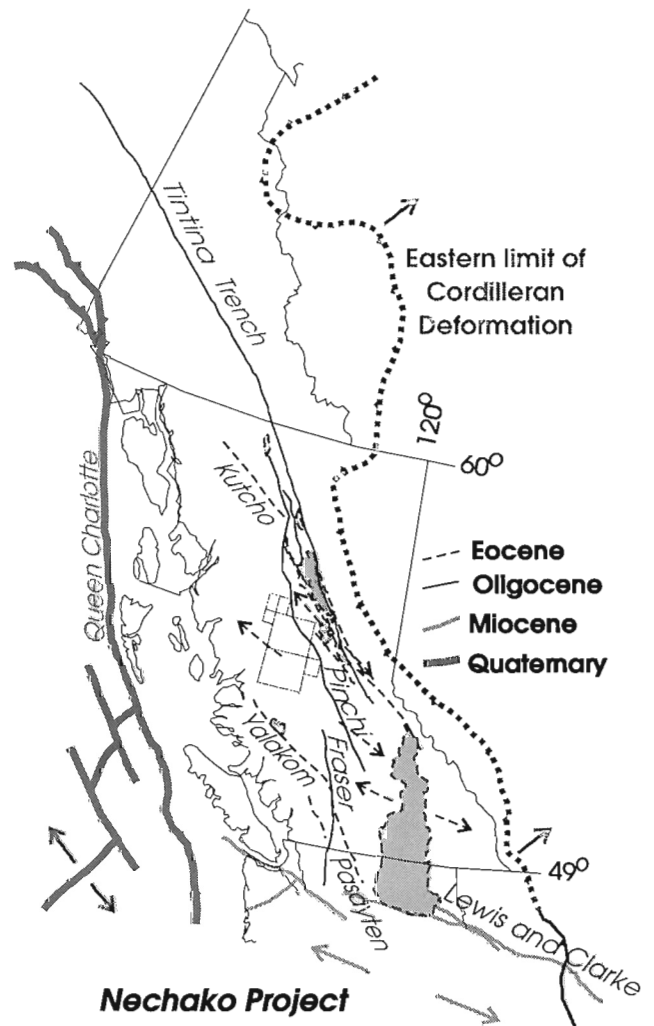 Tintina Trench
Eastern limit of
Cordilleran
Deformation
120°
60°
Kutcho
Queen Charlotte
Eocene
Oligocene
Miocene
Quaternary
Pinchi
Yalakom
Fraser
49°
Pasayten
Lewis and Clarke
Nechako Project